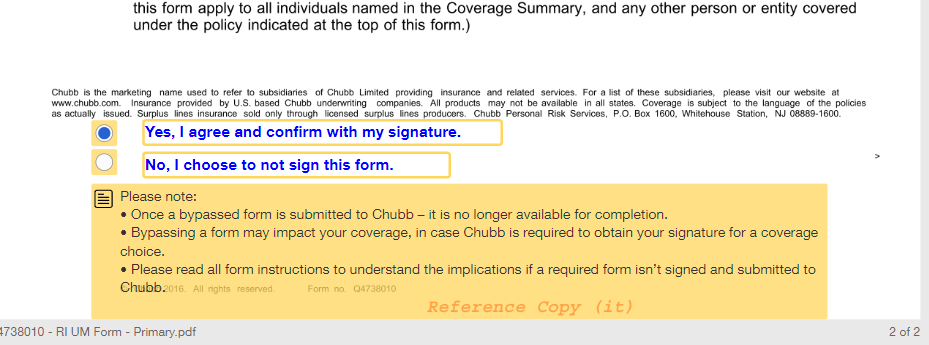 this form apply to all individuals named in the Coverage Summary, and any other person or entity covered
under the policy indicated at the top of this form.)
Chubb is the marketing name used to refer to subsidiaries of Chubb Limited providing insurance and related services. For a list of these subsidiaries, please visit our website at
www.chubb.com. Insurance provided by U.S. based Chubb underwriting companies. All products may not be available in all states. Coverage is subject to the language of the policies
as actually issued. Surplus lines insurance sold only through licensed surplus lines producers. Chubb Personal Risk Services, P.O. Box 1600, Whitehouse Station, NJ 08889-1600.
Yes, I agree and confirm with my signature.
No, I choose to not sign this form.
>
Please note:
• Once a bypassed form is submitted to Chubb – it is no longer available for completion.
• Bypassing a form may impact your coverage, in case Chubb is required to obtain your signature for a coverage
choice.
• Please read all form instructions to understand the implications if a required form isn't signed and submitted to
Chubb.
2016. All rights reserved. Form no. Q4738010
Reference Copy (it)
4738010 - RI UM Form - Primary.pdf
2 of 2